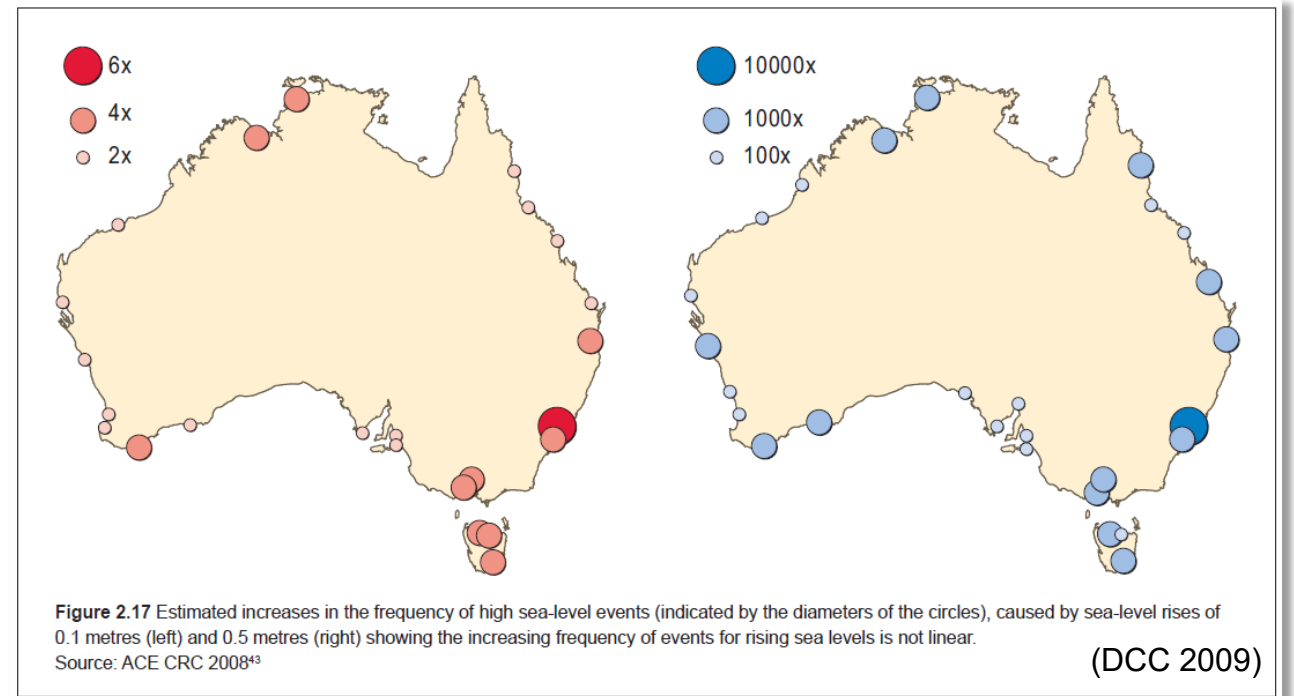 6x
4x
2x
10000x
1000x
100x
Figure 2.17 Estimated increases in the frequency of high sea-level events (indicated by the diameters of the circles), caused by sea-level rises of
0.1 metres (left) and 0.5 metres (right) showing the increasing frequency of events for rising sea levels is not linear.
Source: ACE CRC 2008⁴³
(DCC 2009)